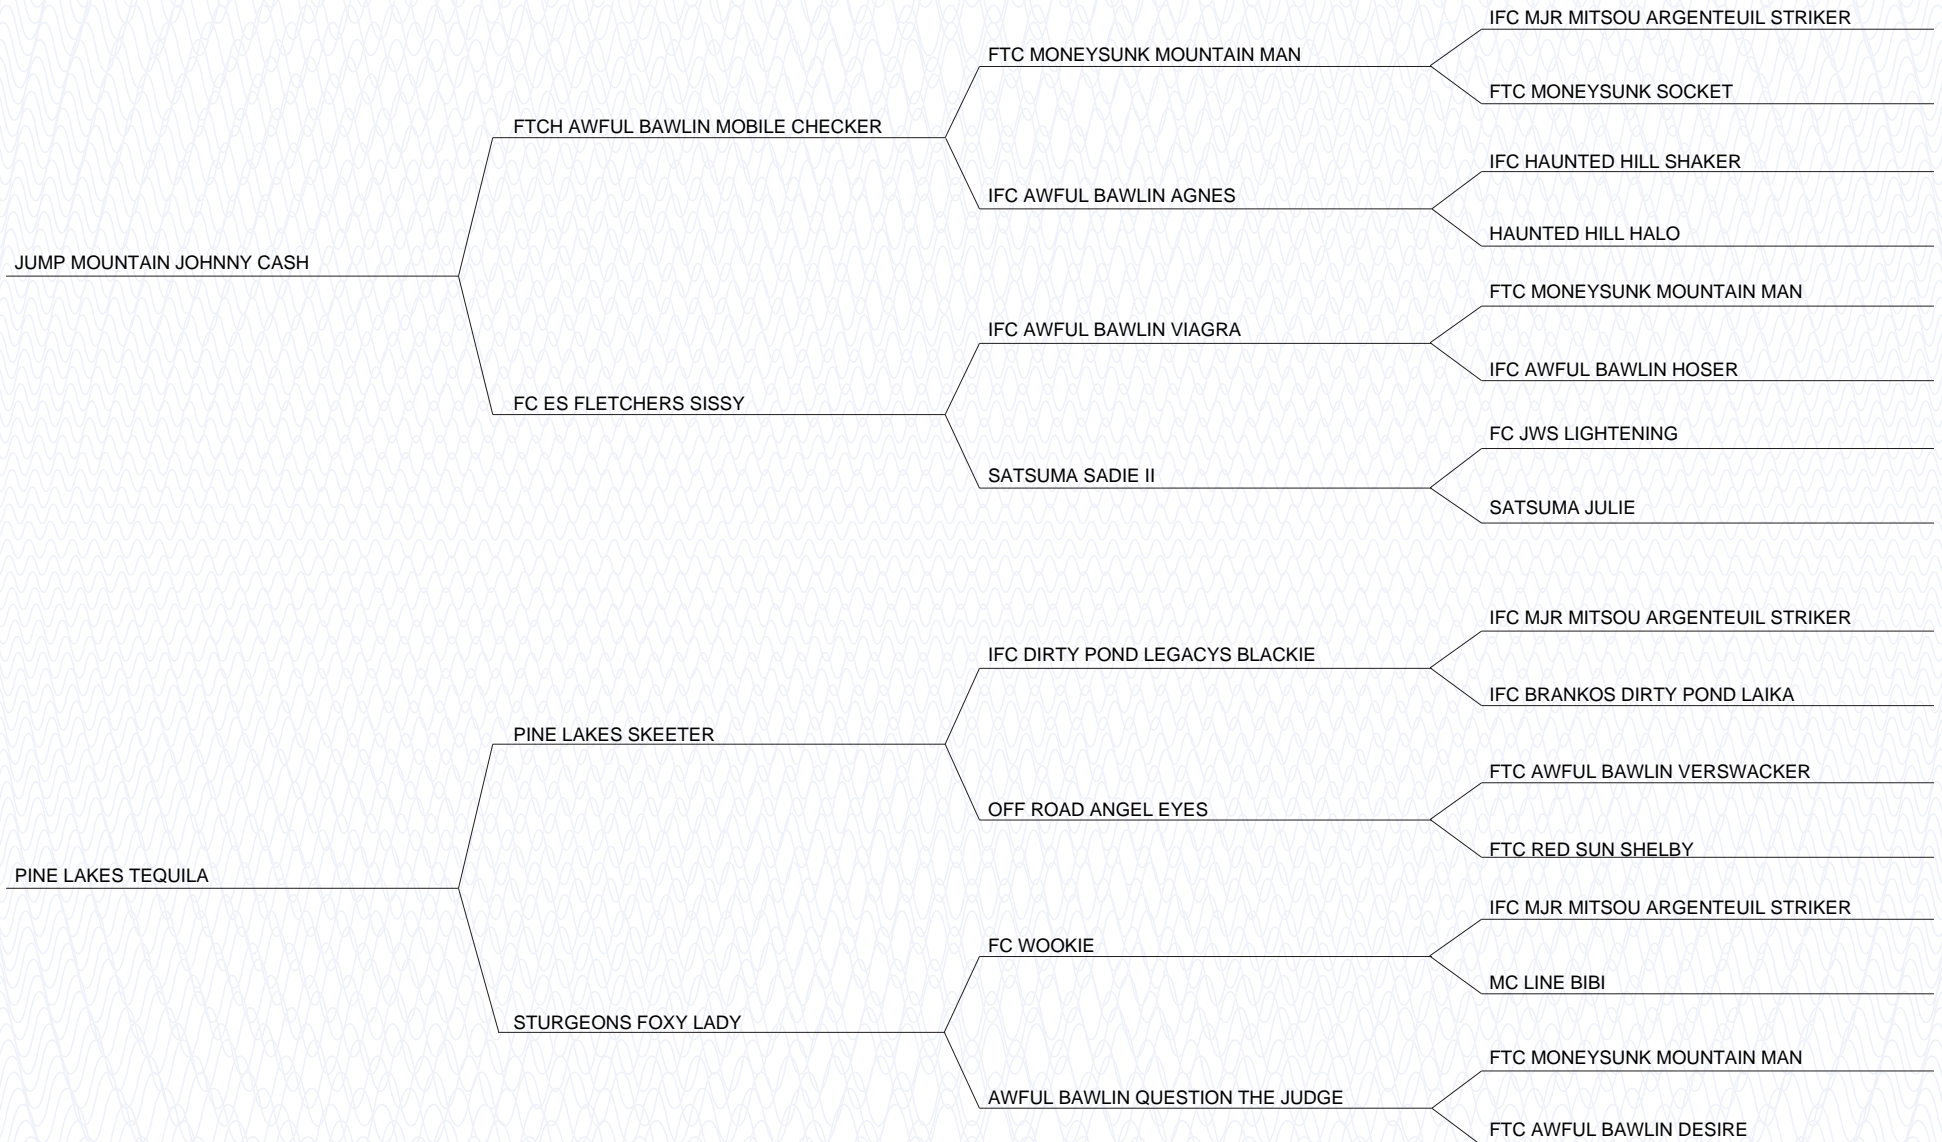 IFC MJR MITSOU ARGENTEUIL STRIKER
FTC MONEYSUNK MOUNTAIN MAN
FTC MONEYSUNK SOCKET
FTCH AWFUL BAWLIN MOBILE CHECKER
IFC HAUNTED HILL SHAKER
IFC AWFUL BAWLIN AGNES
HAUNTED HILL HALO
JUMP MOUNTAIN JOHNNY CASH
FTC MONEYSUNK MOUNTAIN MAN
IFC AWFUL BAWLIN VIAGRA
IFC AWFUL BAWLIN HOSER
FC ES FLETCHERS SISSY
FC JWS LIGHTENING
SATSUMA SADIE II
SATSUMA JULIE
IFC MJR MITSOU ARGENTEUIL STRIKER
IFC DIRTY POND LEGACYS BLACKIE
IFC BRANKOS DIRTY POND LAIKA
PINE LAKES SKEETER
FTC AWFUL BAWLIN VERSWACKER
OFF ROAD ANGEL EYES
FTC RED SUN SHELBY
PINE LAKES TEQUILA
IFC MJR MITSOU ARGENTEUIL STRIKER
FC WOOKIE
MC LINE BIBI
STURGEONS FOXY LADY
FTC MONEYSUNK MOUNTAIN MAN
AWFUL BAWLIN QUESTION THE JUDGE
FTC AWFUL BAWLIN DESIRE